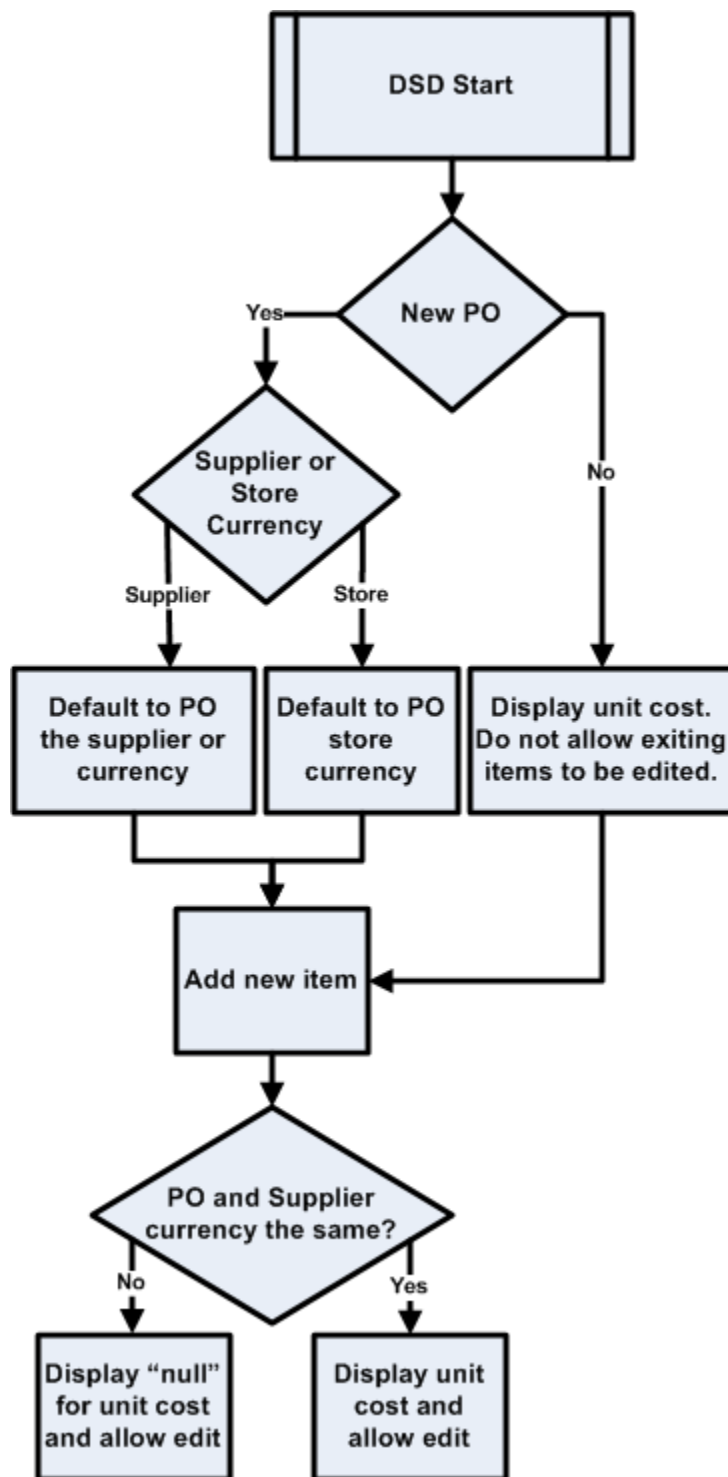 DSD Start
New PO
Yes
No
Supplier or
Store
Currency
Supplier
Store
Default to PO
the supplier or
currency
Default to PO
store
currency
Display unit cost.
Do not allow exiting
items to be edited.
Add new item
PO and Supplier
currency the same?
No
Yes
Display “null”
for unit cost
and allow edit
Display unit
cost and
allow edit